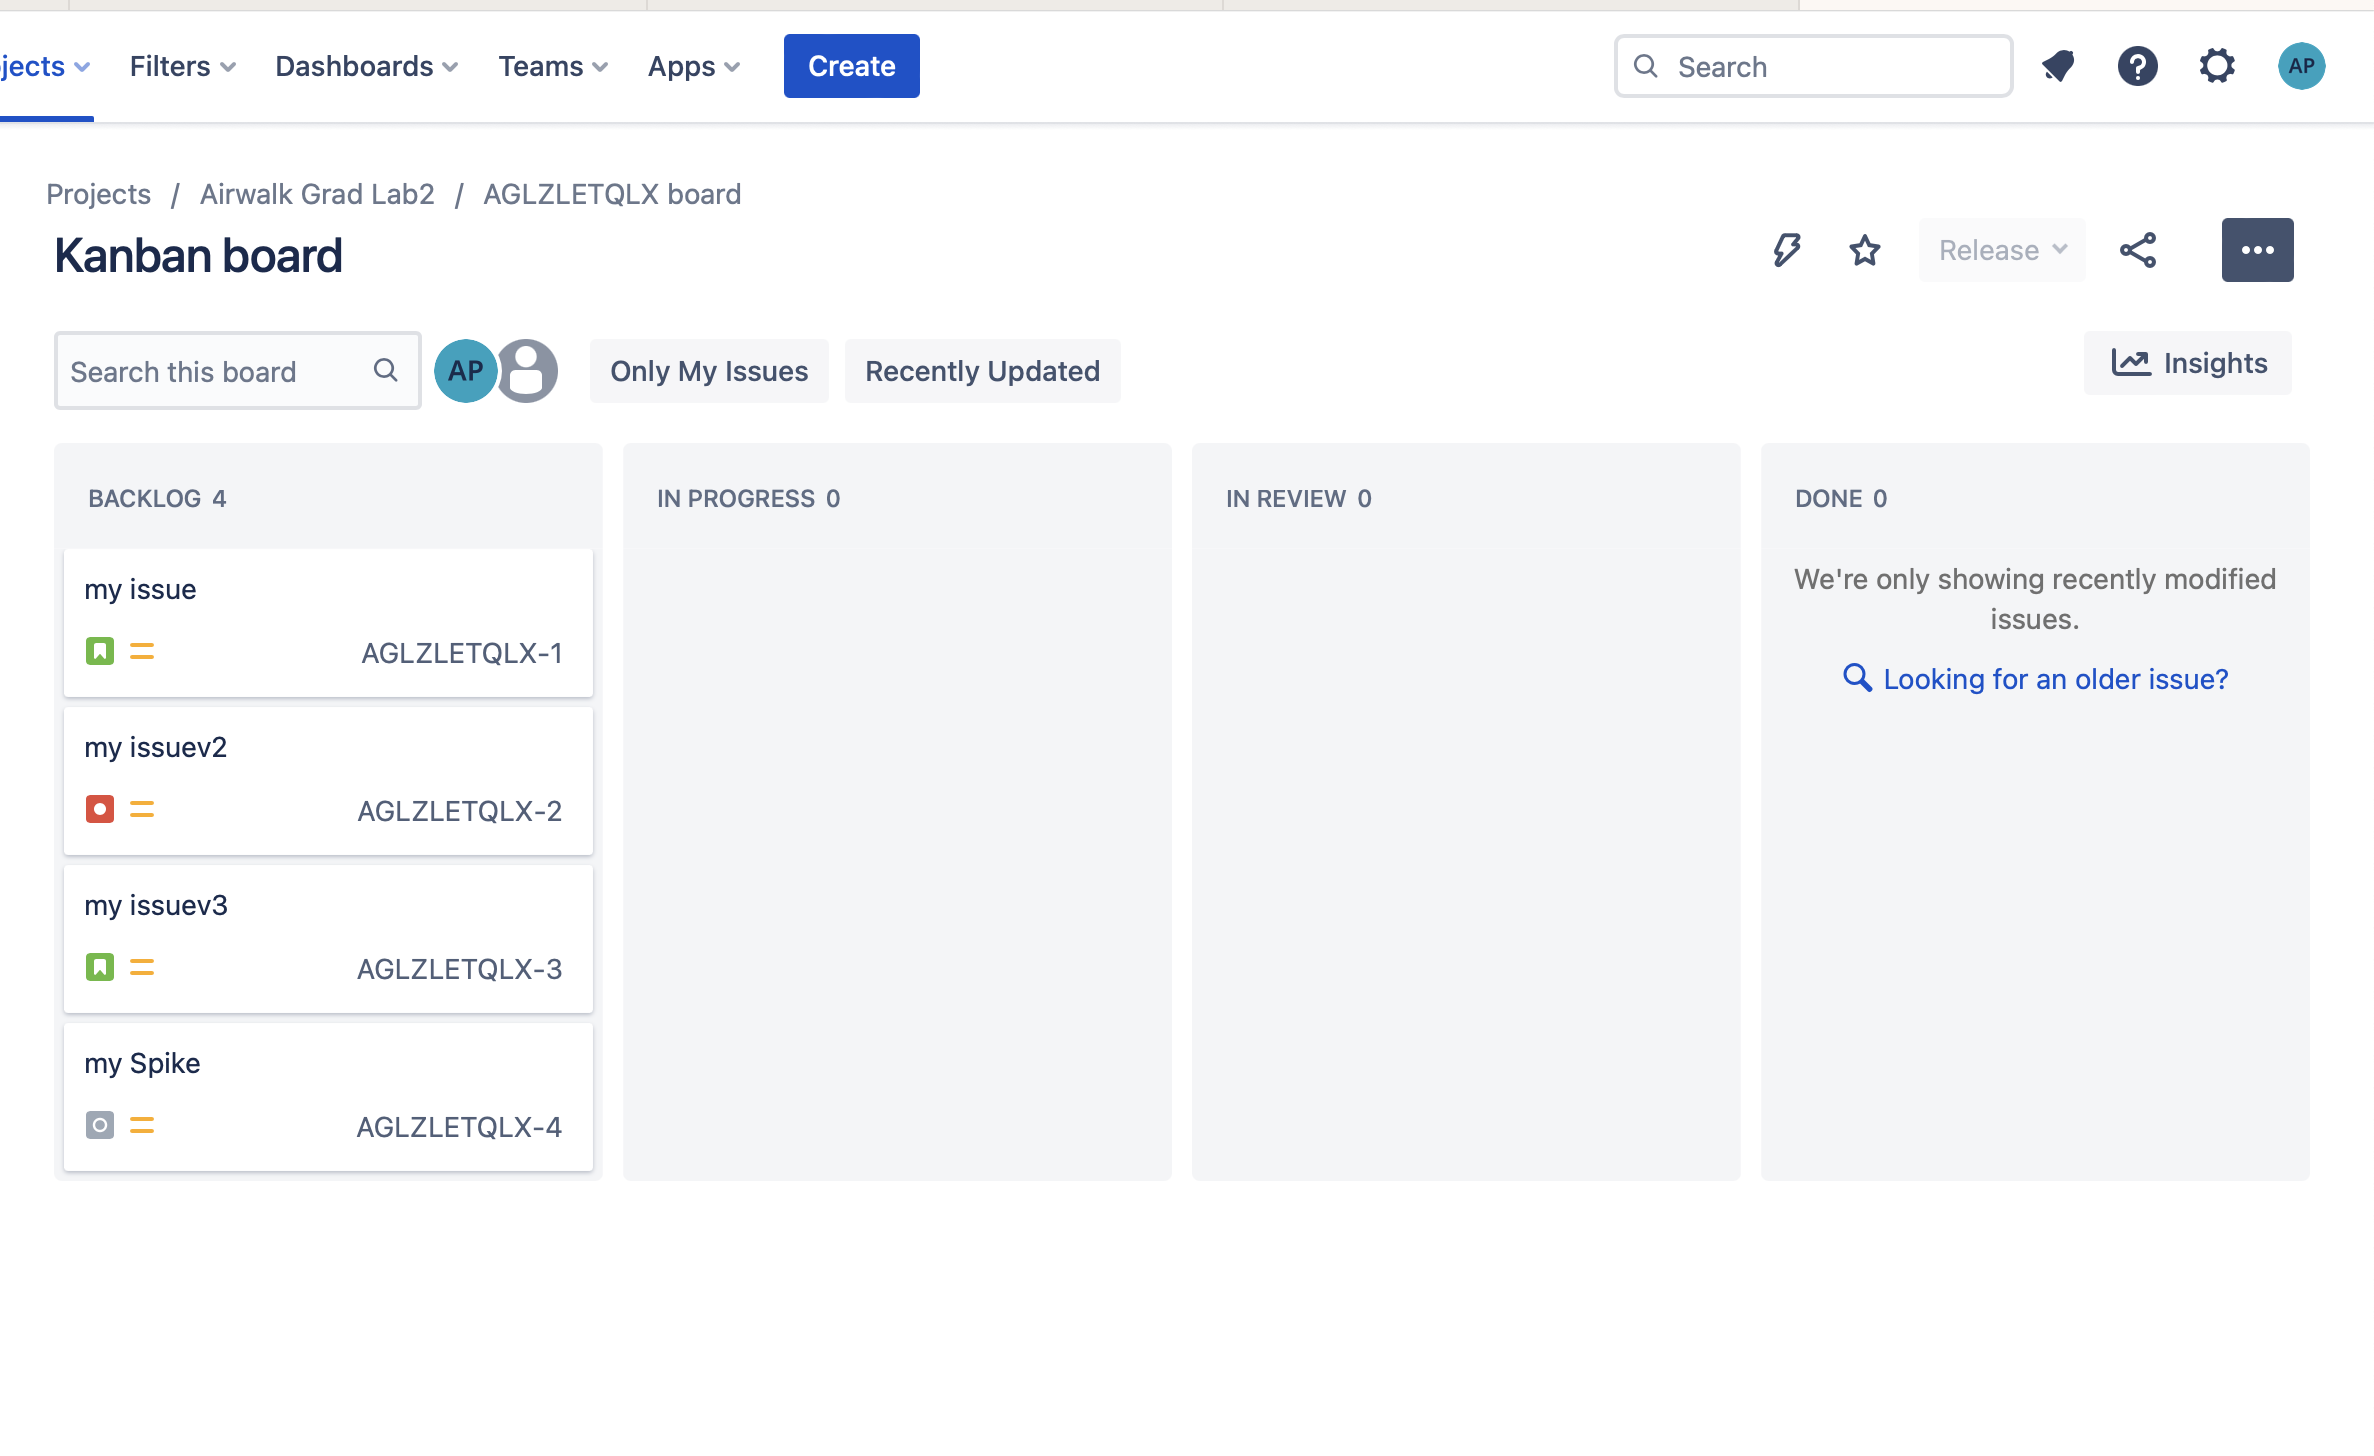 jects Filters Dashboards Teams Apps Create Search AP
Projects / Airwalk Grad Lab2 / AGLZLETQLX board
Kanban board
Release
Search this board AP Only My Issues Recently Updated Insights
BACKLOG 4
my issue
AGLZLETQLX-1
my issuev2
AGLZLETQLX-2
my issuev3
AGLZLETQLX-3
my Spike
AGLZLETQLX-4
IN PROGRESS 0
IN REVIEW 0
DONE 0
We're only showing recently modified
issues.
Looking for an older issue?